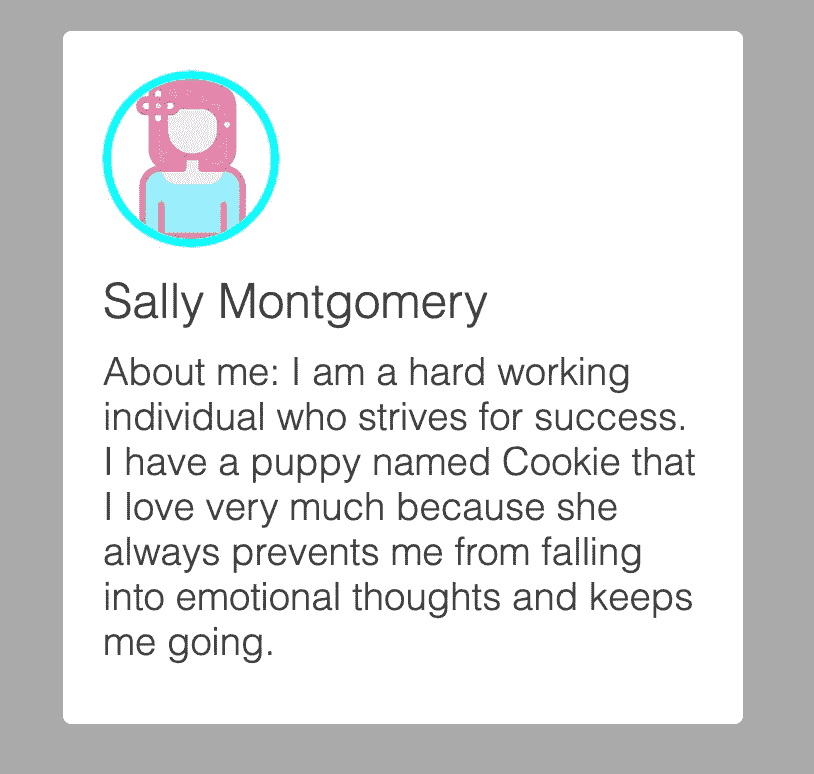 Sally Montgomery
About me: I am a hard working
individual who strives for success.
I have a puppy named Cookie that
I love very much because she
always prevents me from falling
into emotional thoughts and keeps
me going.